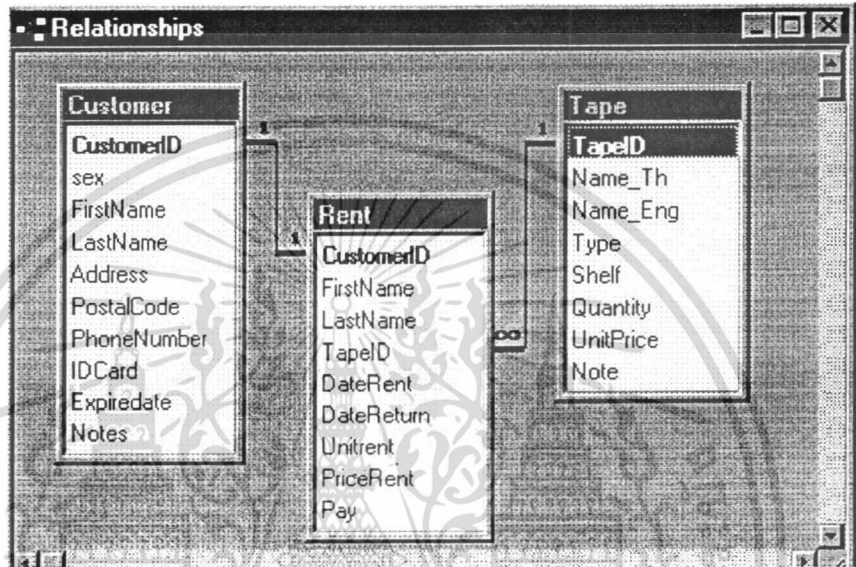 Relationships
Customer
CustomerID
sex
FirstName
LastName
Address
PostalCode
PhoneNumber
IDCard
Expiredate
Notes
1
1
Rent
CustomerID
FirstName
LastName
TapeID
DateRent
DateReturn
Unitrent
PriceRent
Pay
∞
1
Tape
TapeID
Name_Th
Name_Eng
Type
Shelf
Quantity
UnitPrice
Note